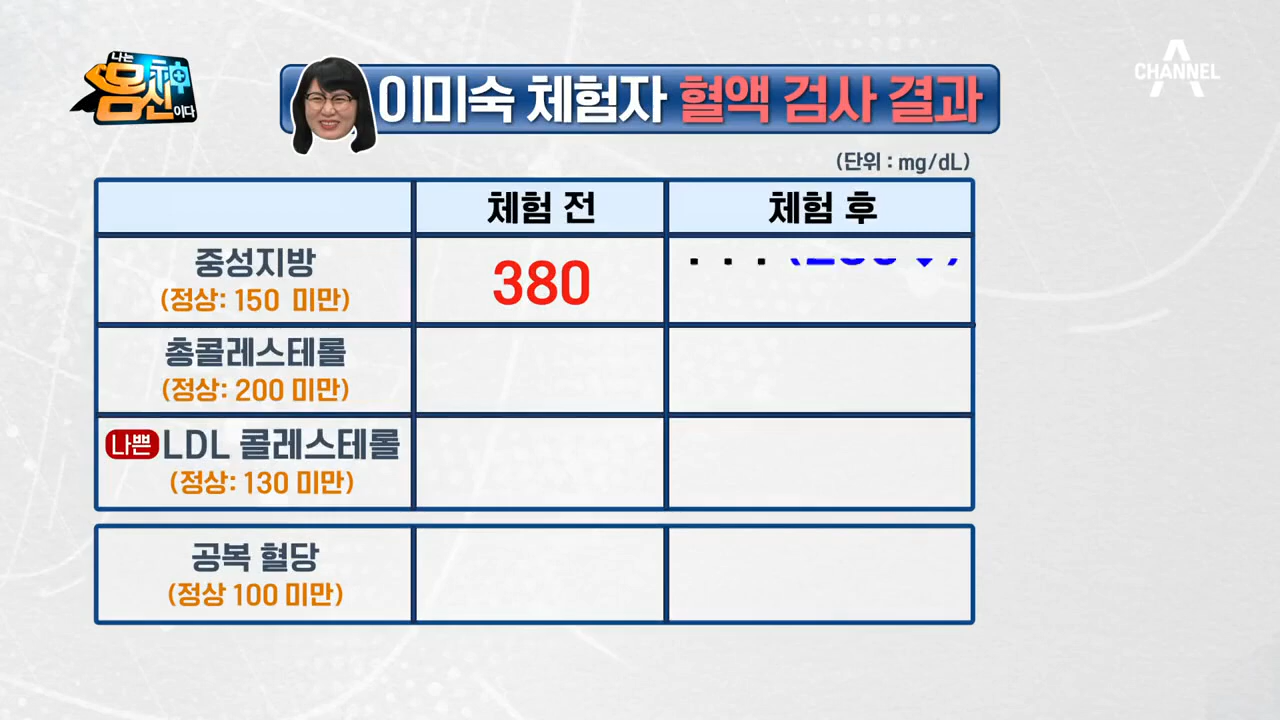 나는
몸신神이다
CHANNEL A
이미숙 체험자 혈액 검사 결과
(단위 : mg/dL)
체험 전 체험 후
중성지방
(정상: 150 미만) 380
총콜레스테롤
(정상: 200 미만)
나쁜 LDL 콜레스테롤
(정상: 130 미만)
공복 혈당
(정상 100 미만)